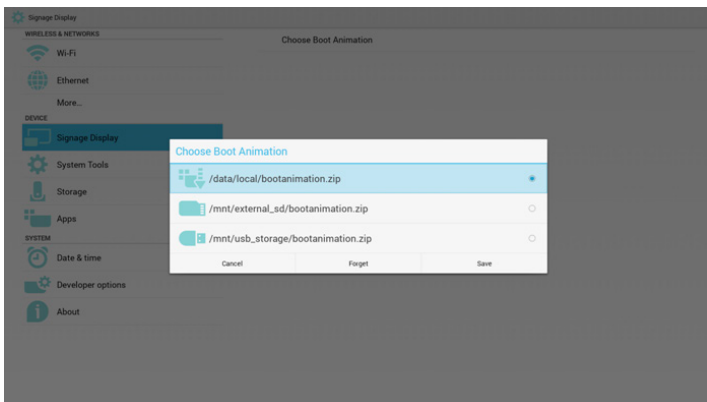 Signage Display
WIRELESS & NETWORKS
Wi-Fi
Ethernet
More...
DEVICE
Signage Display
System Tools
Storage
Apps
SYSTEM
Date & time
Developer options
About
Choose Boot Animation
Choose Boot Animation
/data/local/bootanimation.zip
/mnt/external_sd/bootanimation.zip
/mnt/usb_storage/bootanimation.zip
Cancel Forget Save